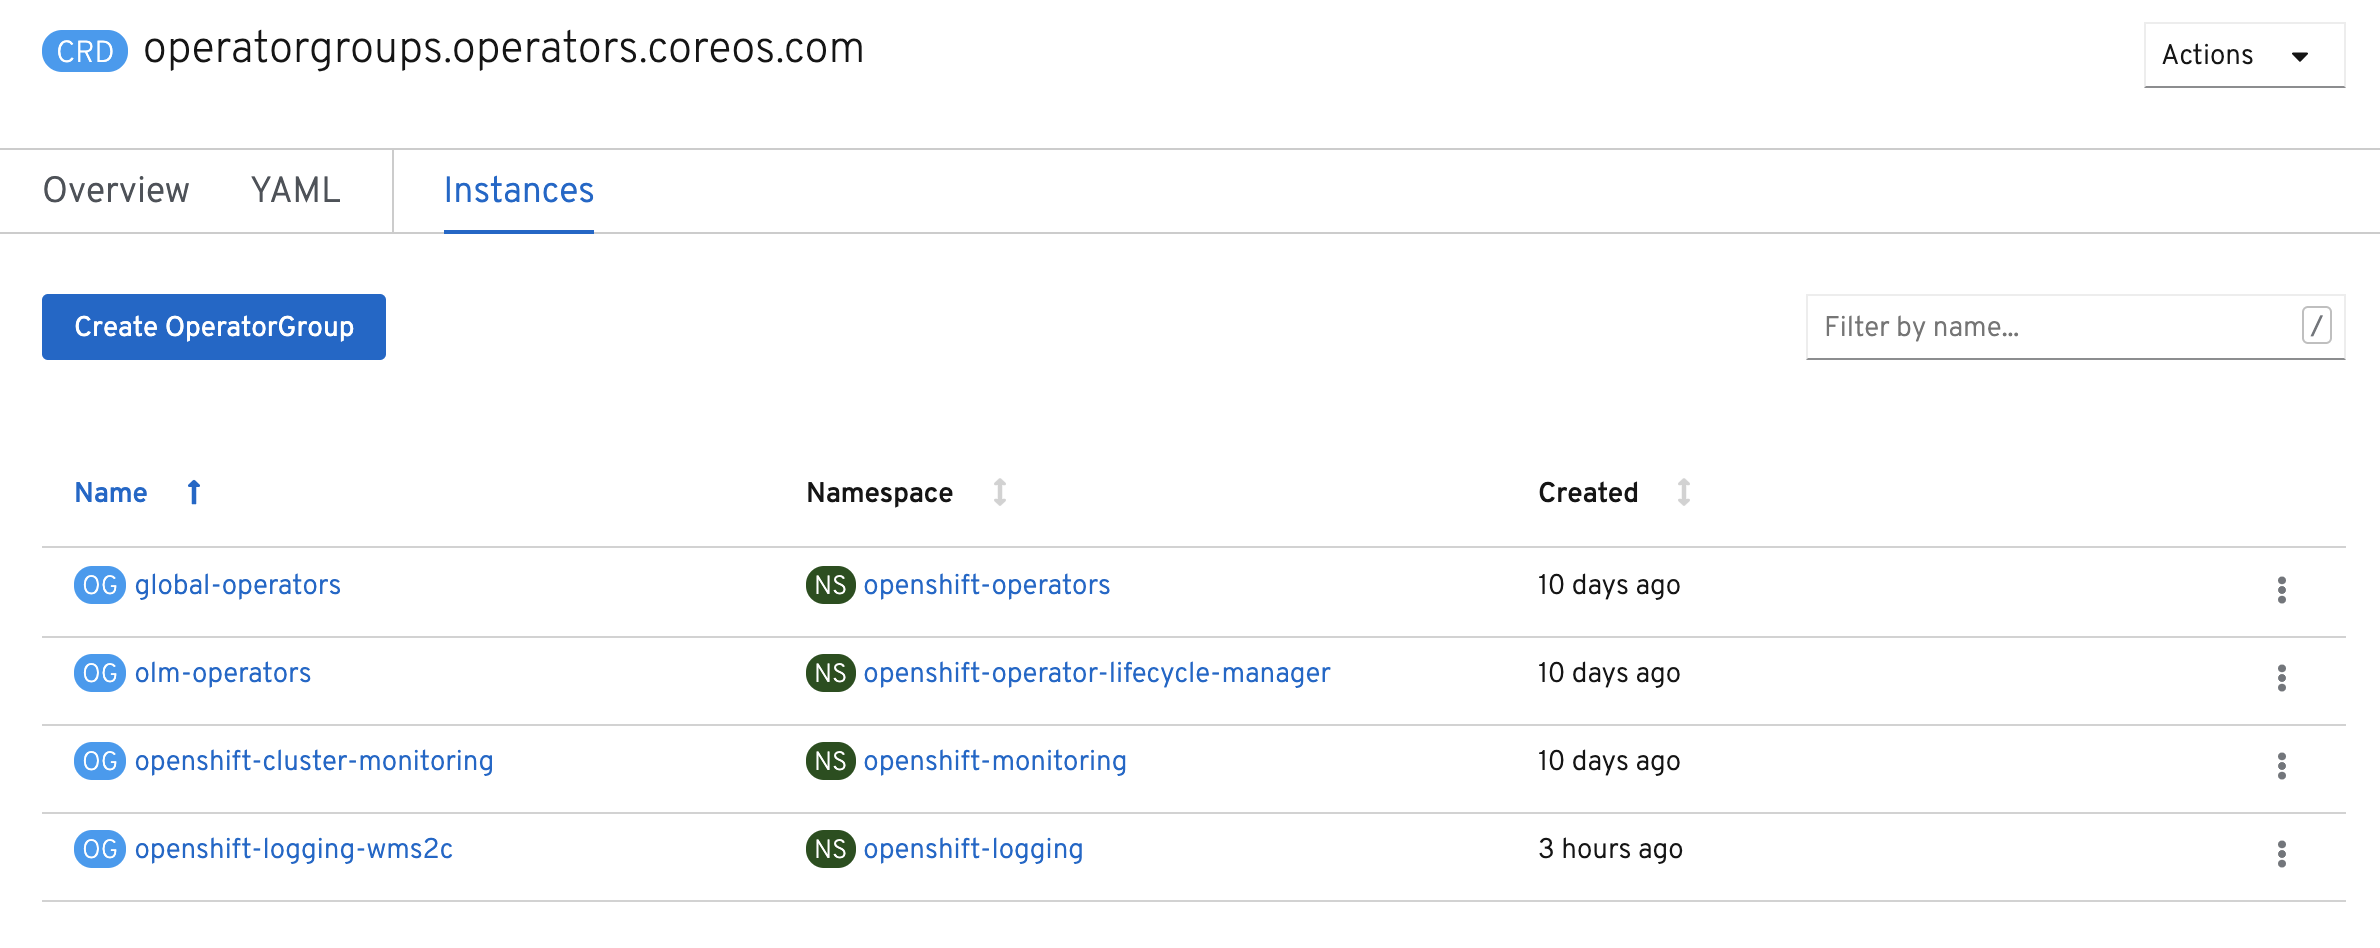 CRD operatorgroups.operators.coreos.com
Actions
Overview YAML Instances
Create OperatorGroup
Filter by name...
/
Name Namespace Created
OG global-operators NS openshift-operators 10 days ago
OG olm-operators NS openshift-operator-lifecycle-manager 10 days ago
OG openshift-cluster-monitoring NS openshift-monitoring 10 days ago
OG openshift-logging-wms2c NS openshift-logging 3 hours ago